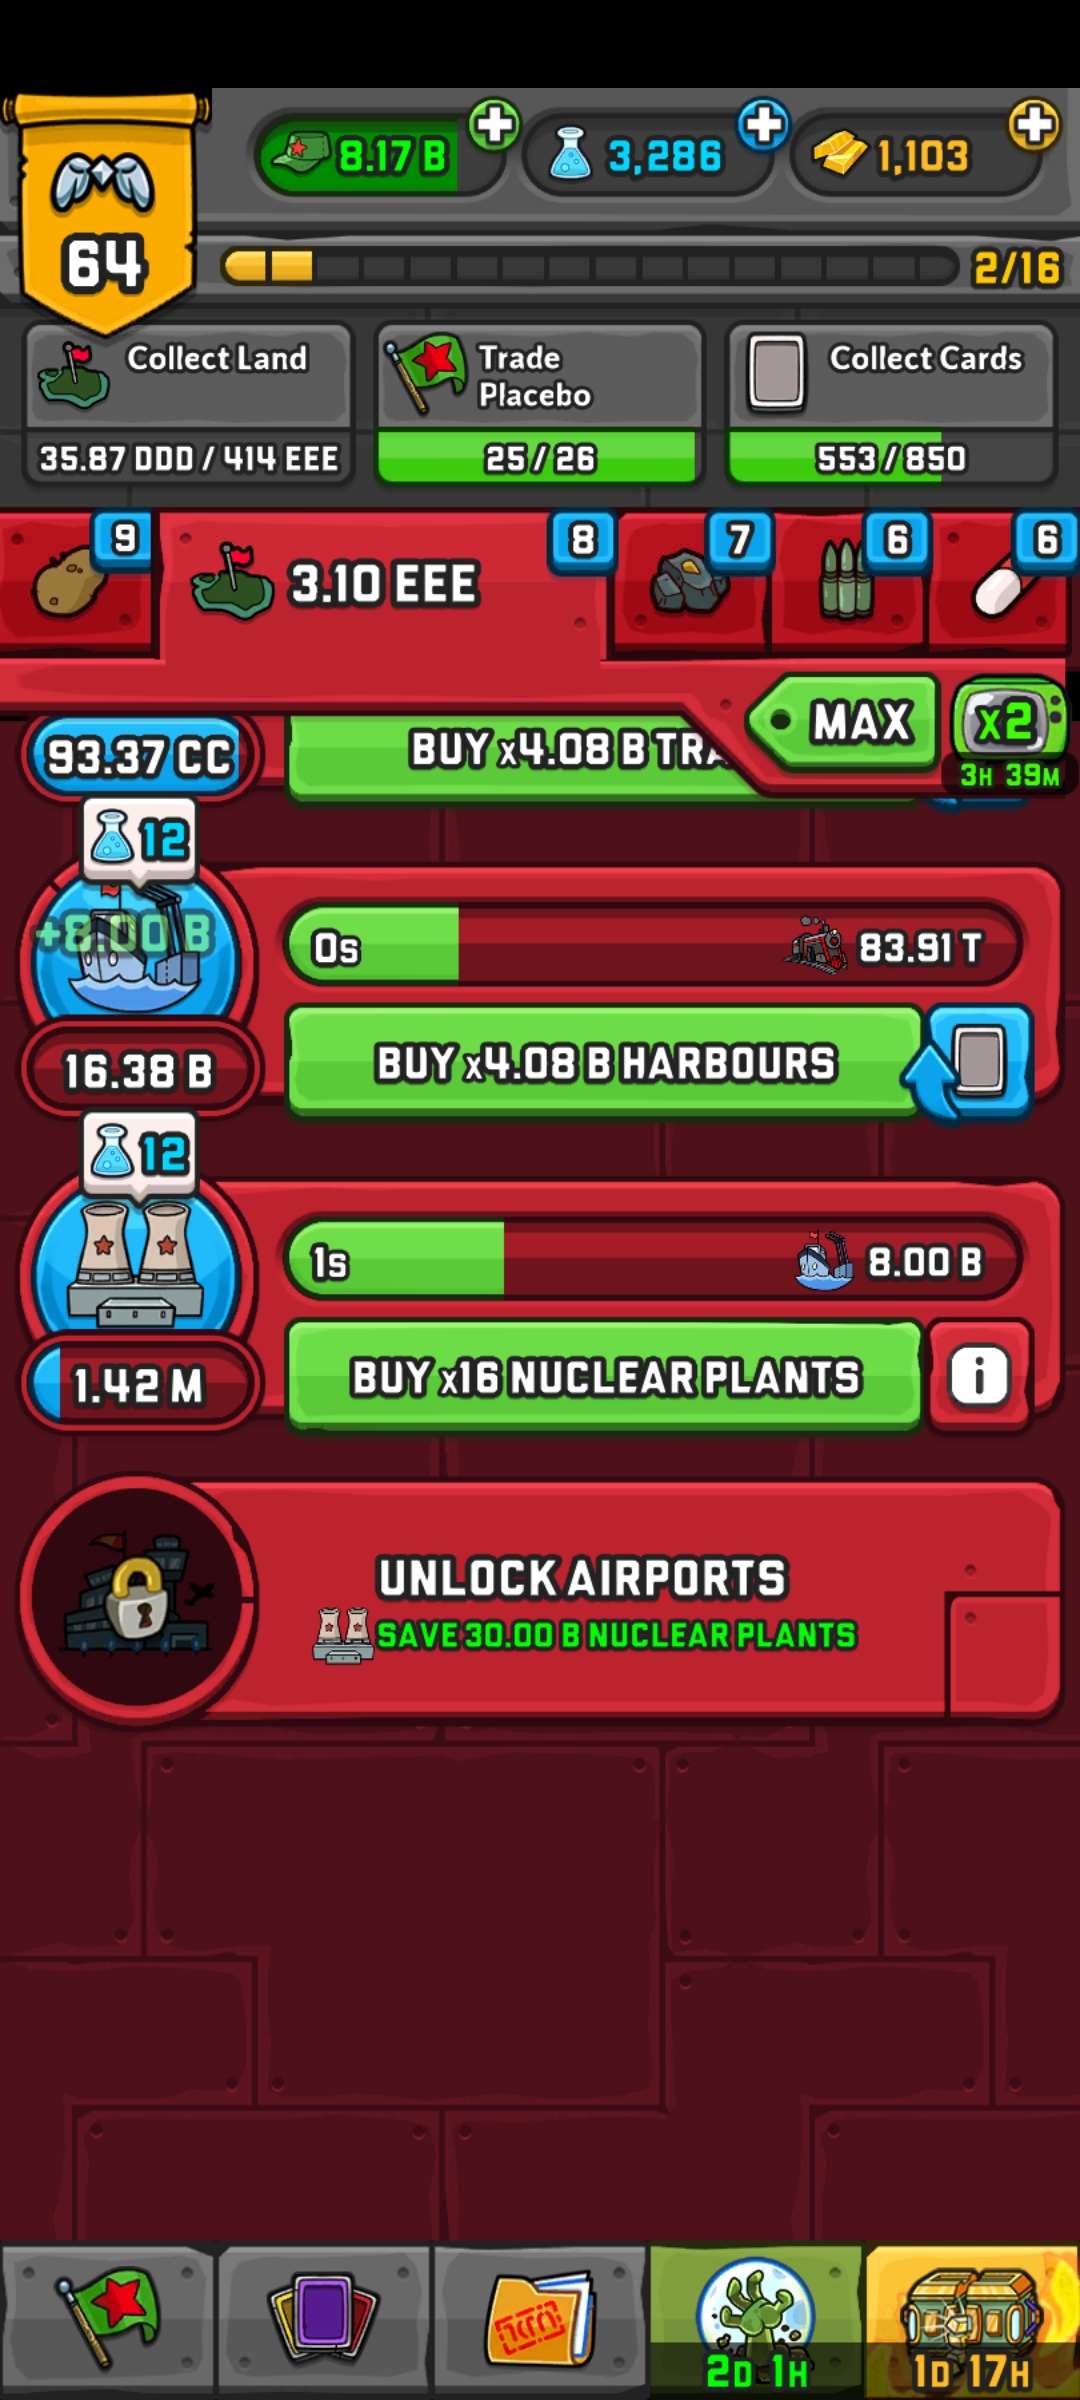 64
8.17 B
3,286
1,103
2/16
Collect Land
35.87 DDD / 414 EEE
Trade
Placebo
25 / 26
Collect Cards
553 / 850
9
3.10 EEE
8
7
6
6
MAX
x2
3H 39M
93.37 CC
BUY x4.08 B TRA
12
+8.00 B
0s
83.91 T
16.38 B
BUY x4.08 B HARBOURS
12
1s
8.00 B
1.42 M
BUY x16 NUCLEAR PLANTS
i
UNLOCK AIRPORTS
SAVE 30.00 B NUCLEAR PLANTS
2D 1H
1D 17H